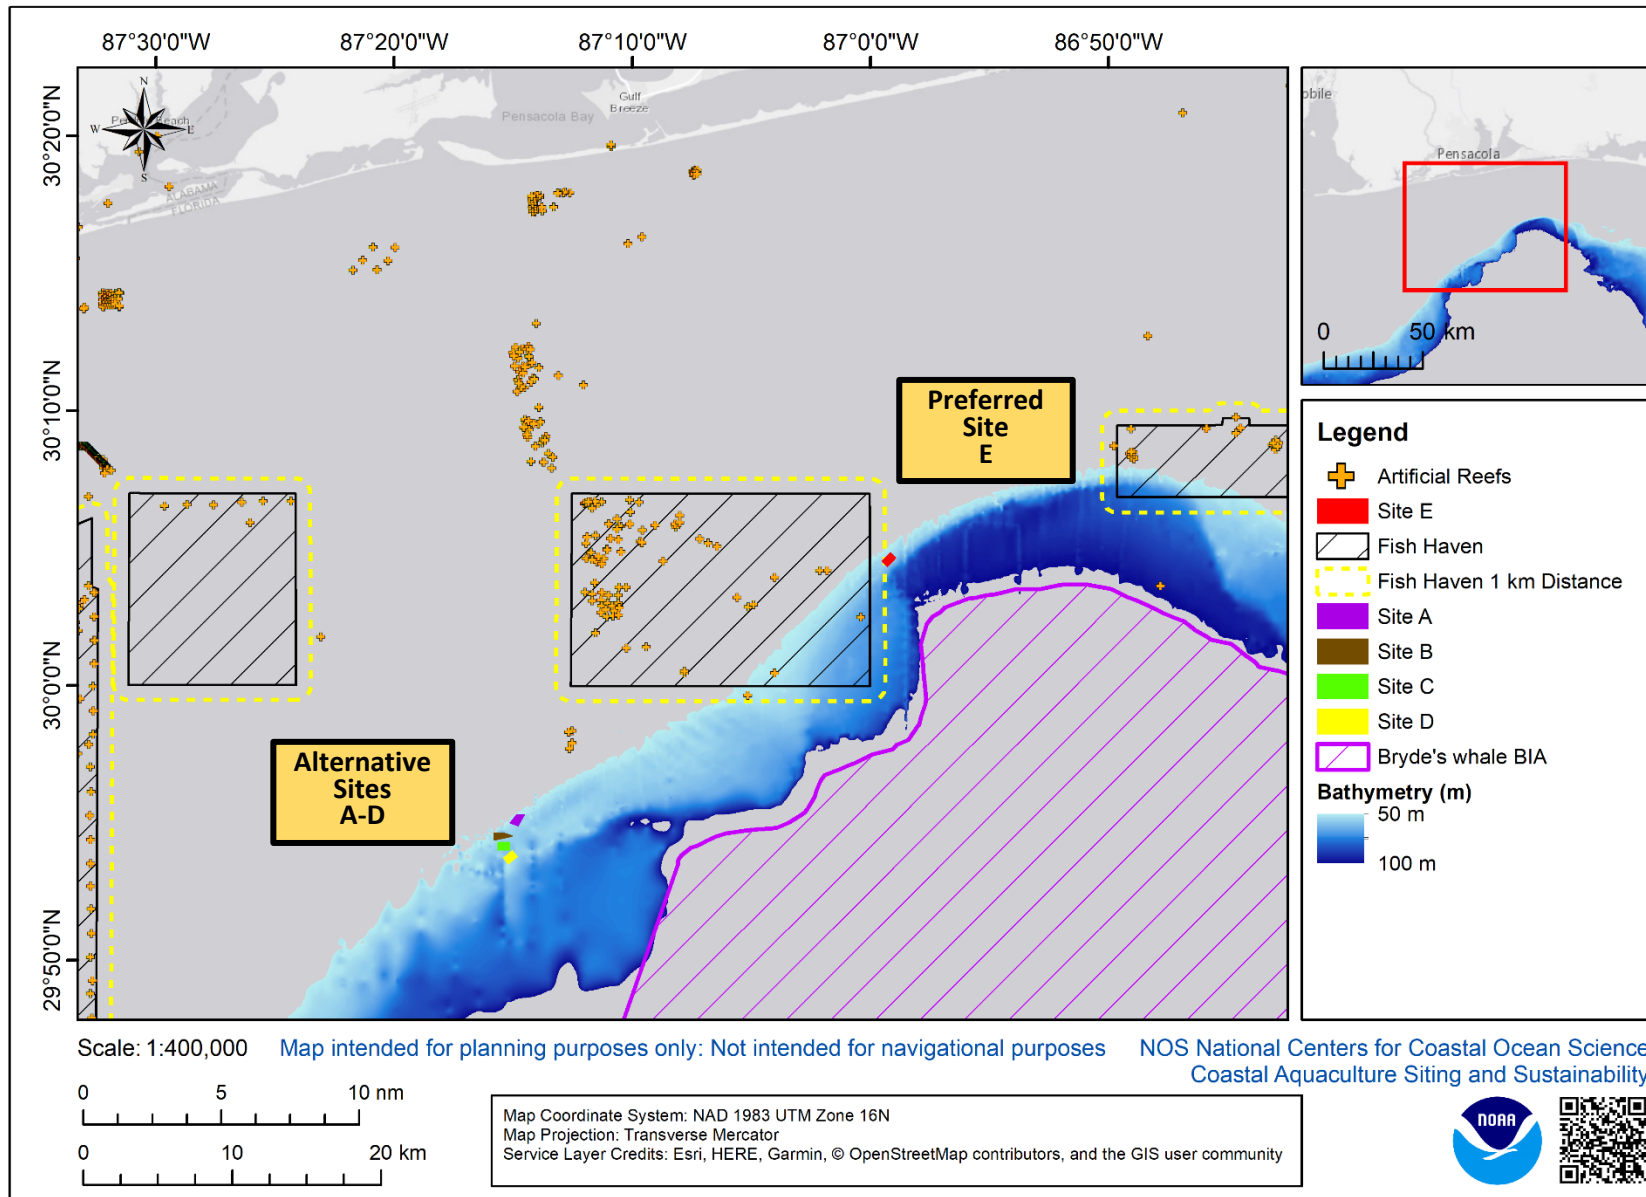 87°30'0"W 87°20'0"W 87°10'0"W 87°0'0"W 86°50'0"W
30°20'0"N
30°10'0"N
30°0'0"N
29°50'0"N
N
W E
S
Beach
ALABAMA
FLORIDA
Pensacola Bay
Gulf
Breeze
Preferred
Site
E
Alternative
Sites
A-D
obile
Pensacola
0 50 km
Legend
Artificial Reefs
Site E
Fish Haven
Fish Haven 1 km Distance
Site A
Site B
Site C
Site D
Bryde's whale BIA
Bathymetry (m)
50 m
100 m
Scale: 1:400,000 Map intended for planning purposes only: Not intended for navigational purposes
NOS National Centers for Coastal Ocean Science
Coastal Aquaculture Siting and Sustainability
0 5 10 nm
0 10 20 km
Map Coordinate System: NAD 1983 UTM Zone 16N
Map Projection: Transverse Mercator
Service Layer Credits: Esri, HERE, Garmin, © OpenStreetMap contributors, and the GIS user community
NOAA